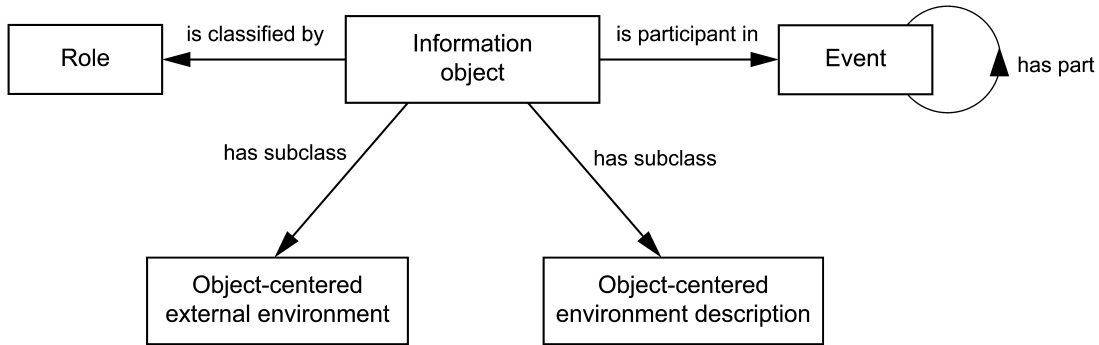 Role
is classified by
Information
object
is participant in
Event
has part
has subclass
has subclass
Object-centered
external environment
Object-centered
environment description